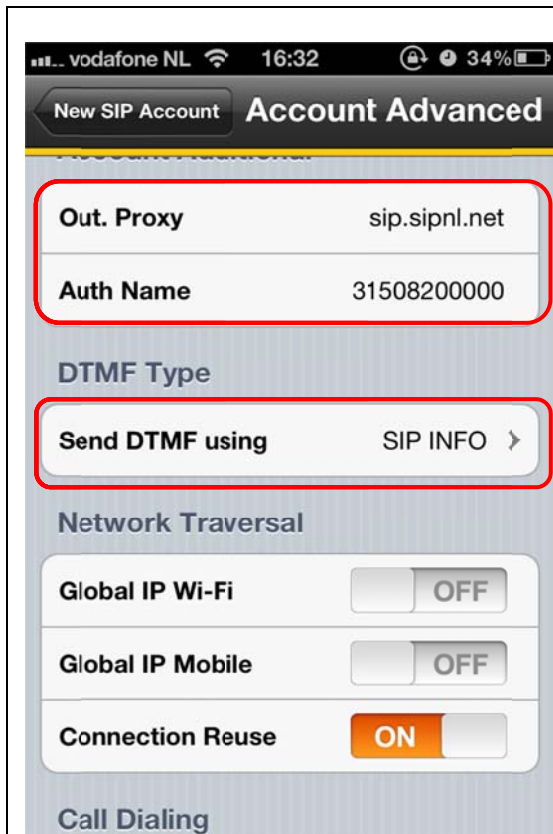 vodafone NL 16:32 34%
New SIP Account Account Advanced
Account Additional
Out. Proxy sip.sipnl.net
Auth Name 31508200000
DTMF Type
Send DTMF using SIP INFO
Network Traversal
Global IP Wi-Fi OFF
Global IP Mobile OFF
Connection Reuse ON
Call Dialing